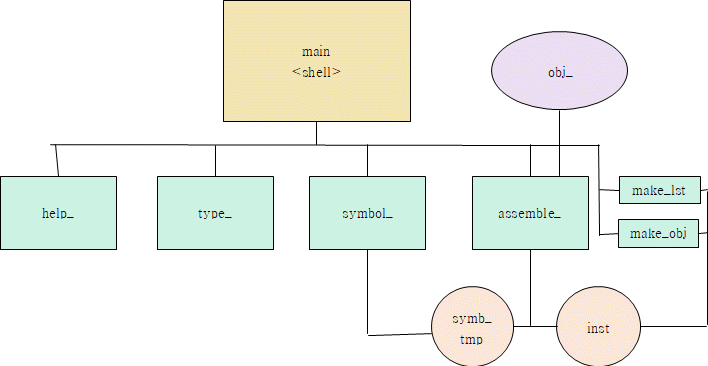 main
<shell>
obj_
help_
type_
symbol_
assemble_
make_lst
make_obj
symb_
tmp
inst